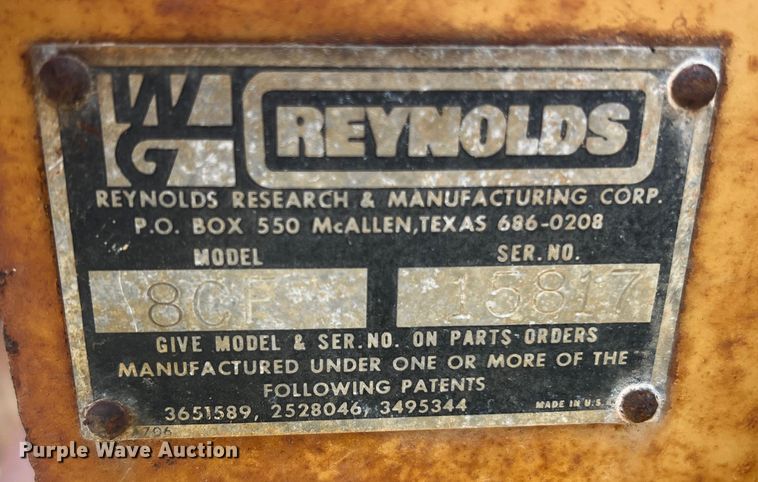 WG REYNOLDS
REYNOLDS RESEARCH & MANUFACTURING CORP.
P.O. BOX 550 McALLEN, TEXAS 686-0208
MODEL SER. NO.
8CF 15817
GIVE MODEL & SER. NO. ON PARTS ORDERS
MANUFACTURED UNDER ONE OR MORE OF THE
FOLLOWING PATENTS
3651589, 2528046, 3495344 MADE IN U.S.
Purple Wave Auction